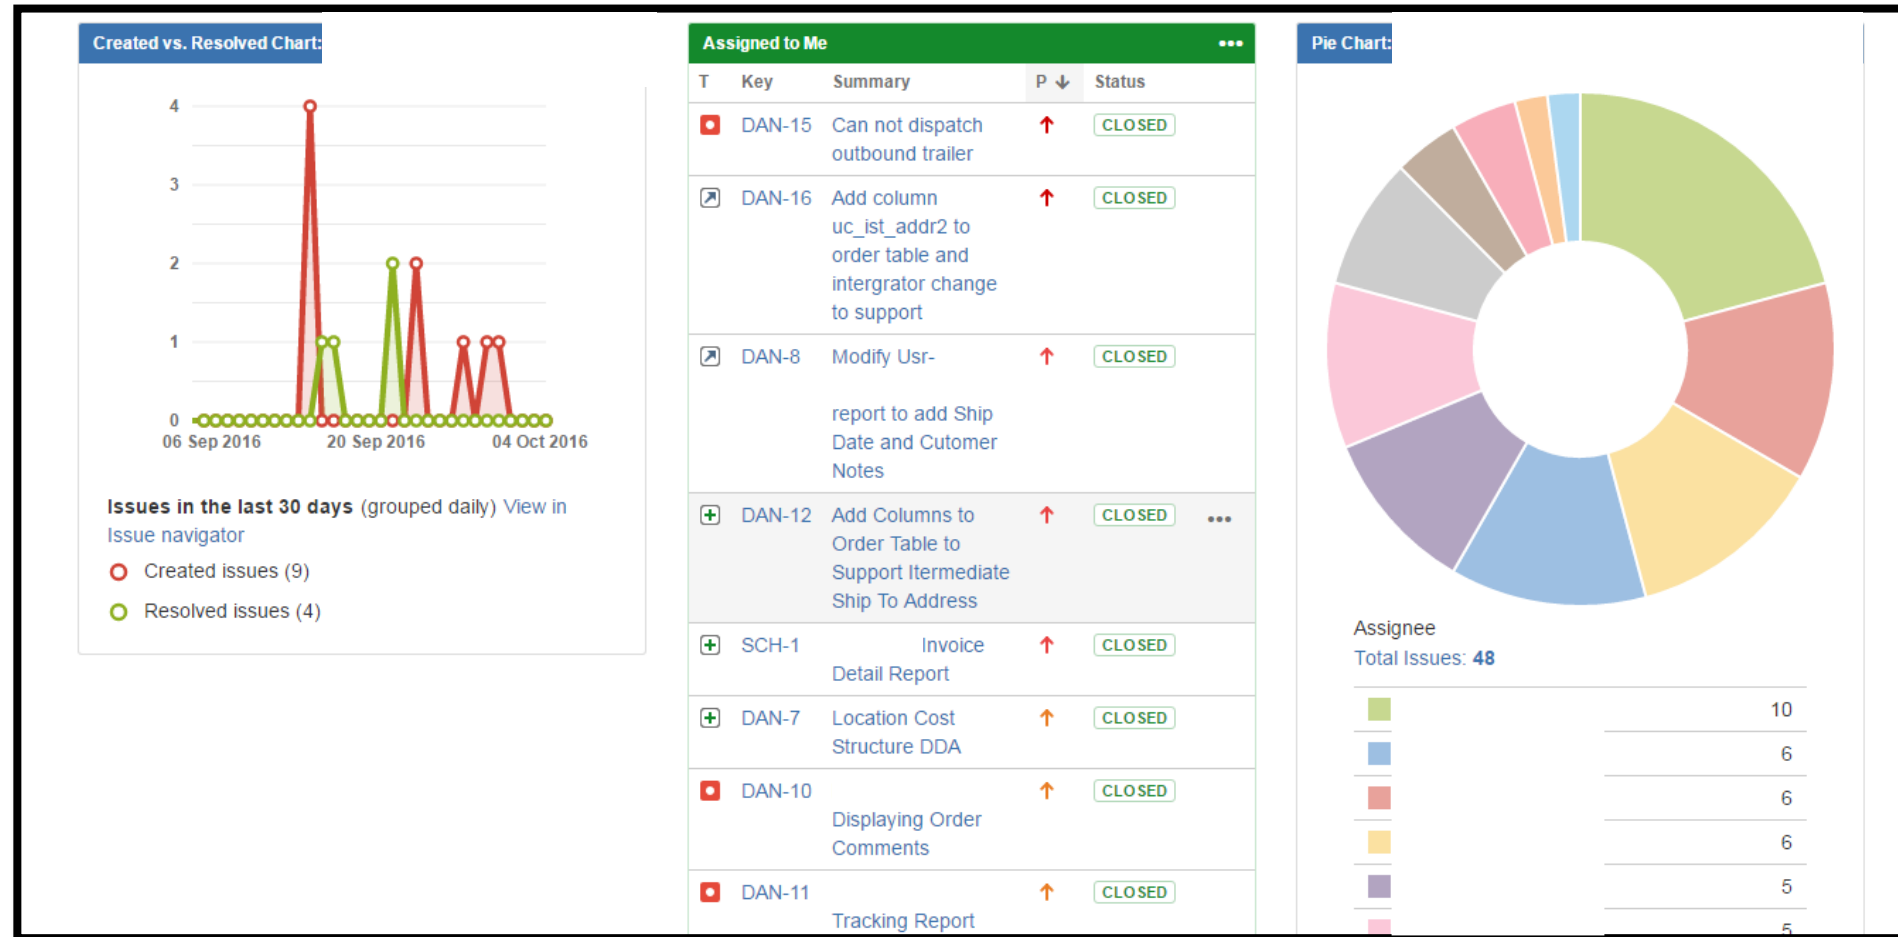 Created vs. Resolved Chart:
4
3
2
1
0
06 Sep 2016 20 Sep 2016 04 Oct 2016
Issues in the last 30 days (grouped daily) View in
Issue navigator
Created issues (9)
Resolved issues (4)
Assigned to Me
T Key Summary P Status
DAN-15 Can not dispatch CLOSED
outbound trailer
DAN-16 Add column CLOSED
uc_ist_addr2 to
order table and
intergrator change
to support
DAN-8 Modify Usr- CLOSED
report to add Ship
Date and Cutomer
Notes
DAN-12 Add Columns to CLOSED
Order Table to
Support Itermediate
Ship To Address
SCH-1 Invoice CLOSED
Detail Report
DAN-7 Location Cost CLOSED
Structure DDA
DAN-10 CLOSED
Displaying Order
Comments
DAN-11 CLOSED
Tracking Report
Pie Chart:
Assignee
Total Issues: 48
10
6
6
6
5
5